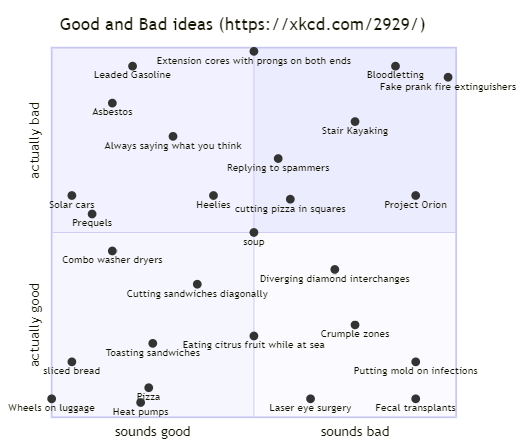 Good and Bad ideas (https://xkcd.com/2929/)
Extension cores with prongs on both ends
Leaded Gasoline
Bloodletting
Fake prank fire extinguishers
Asbestos
Stair Kayaking
Always saying what you think
Replying to spammers
Solar cars
Heelies
cutting pizza in squares
Project Orion
Prequels
soup
Combo washer dryers
Diverging diamond interchanges
Cutting sandwiches diagonally
Crumple zones
Eating citrus fruit while at sea
Toasting sandwiches
sliced bread
Putting mold on infections
Pizza
Wheels on luggage
Heat pumps
Laser eye surgery
Fecal transplants
actually bad
actually good
sounds good
sounds bad